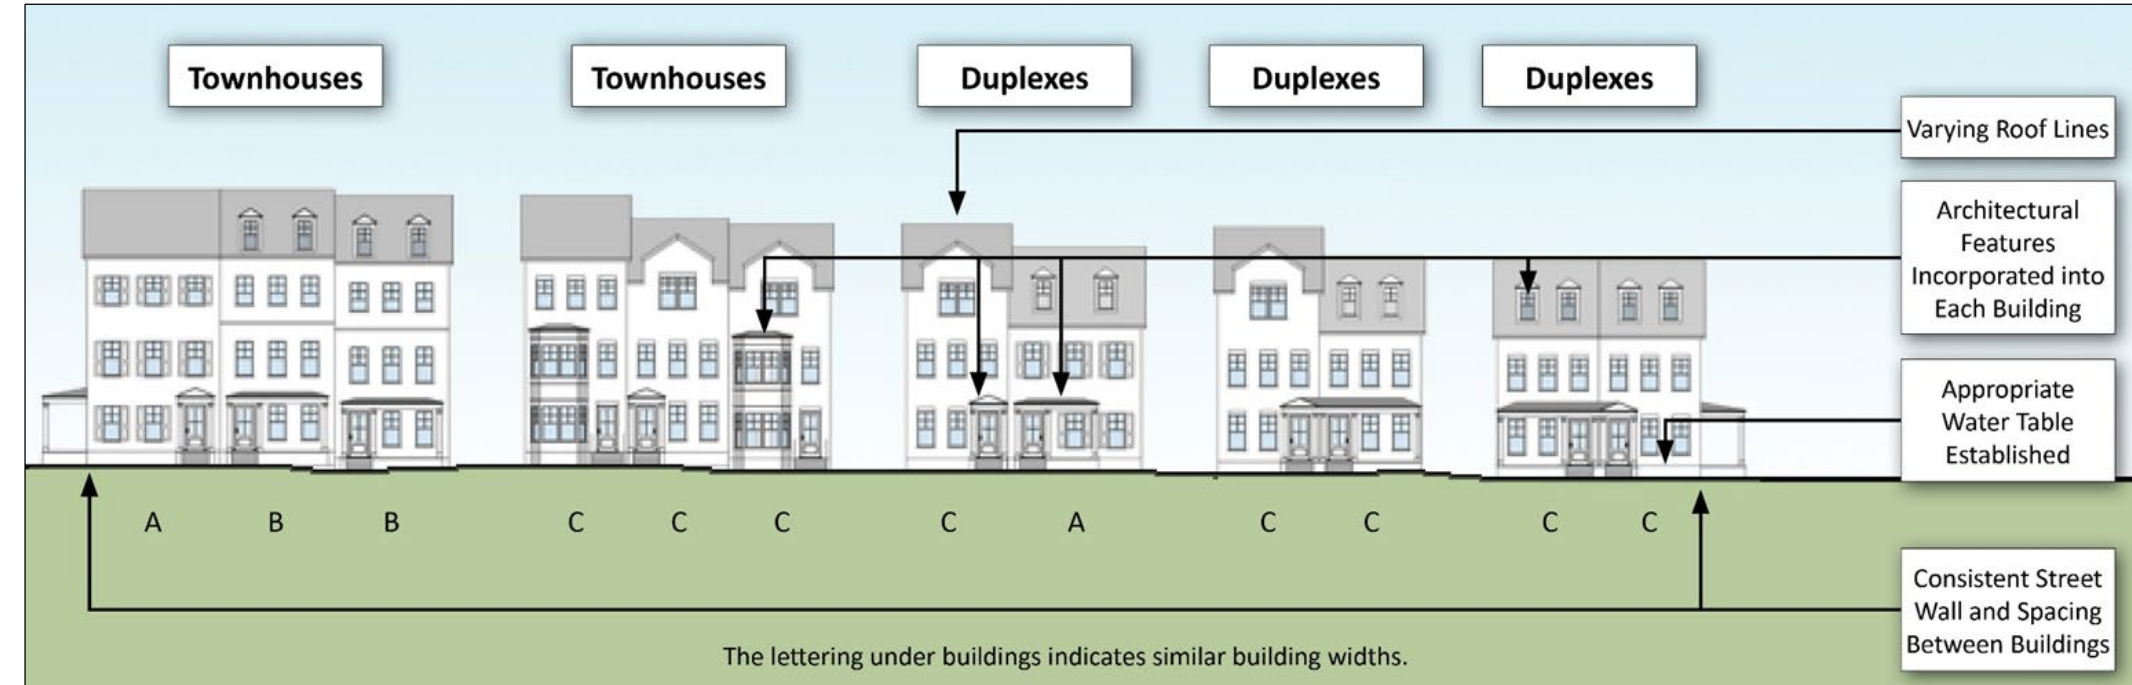 Townhouses
Townhouses
Duplexes
Duplexes
Duplexes
Varying Roof Lines
Architectural
Features
Incorporated into
Each Building
Appropriate
Water Table
Established
A B B C C C C A C C C C
Consistent Street
Wall and Spacing
Between Buildings
The lettering under buildings indicates similar building widths.